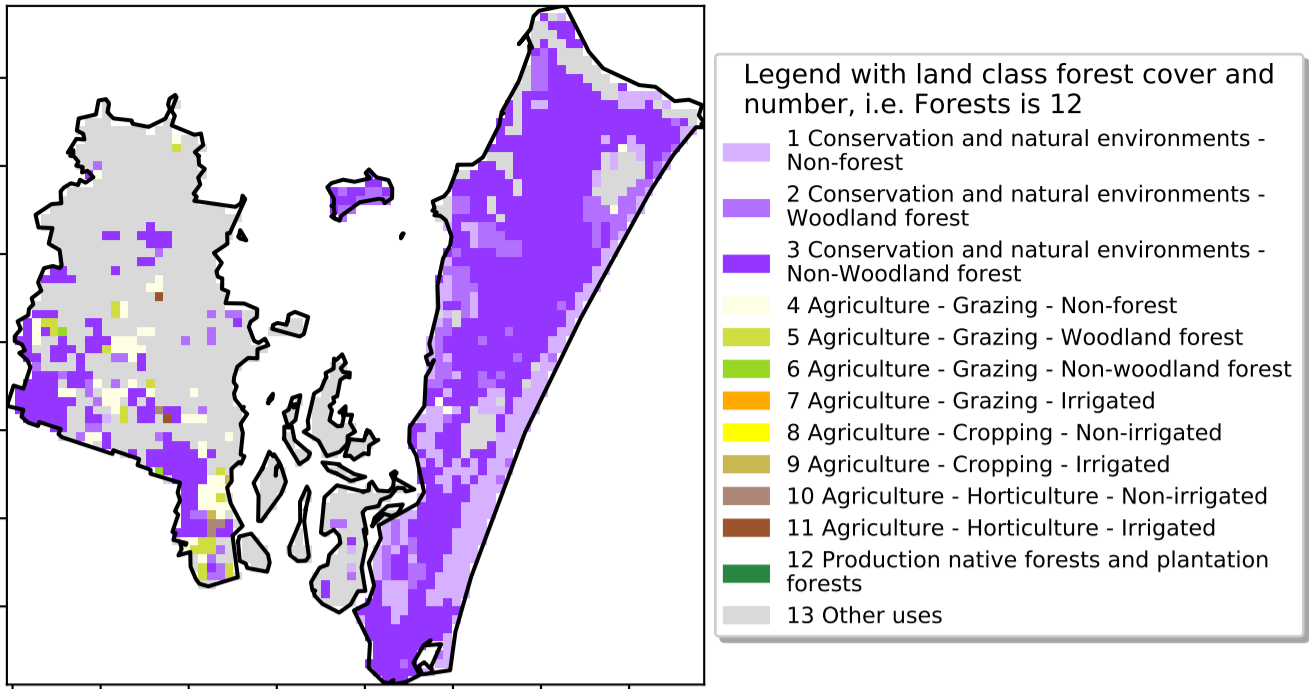 Legend with land class forest cover and
number, i.e. Forests is 12
1 Conservation and natural environments -
Non-forest
2 Conservation and natural environments -
Woodland forest
3 Conservation and natural environments -
Non-Woodland forest
4 Agriculture - Grazing - Non-forest
5 Agriculture - Grazing - Woodland forest
6 Agriculture - Grazing - Non-woodland forest
7 Agriculture - Grazing - Irrigated
8 Agriculture - Cropping - Non-irrigated
9 Agriculture - Cropping - Irrigated
10 Agriculture - Horticulture - Non-irrigated
11 Agriculture - Horticulture - Irrigated
12 Production native forests and plantation
forests
13 Other uses